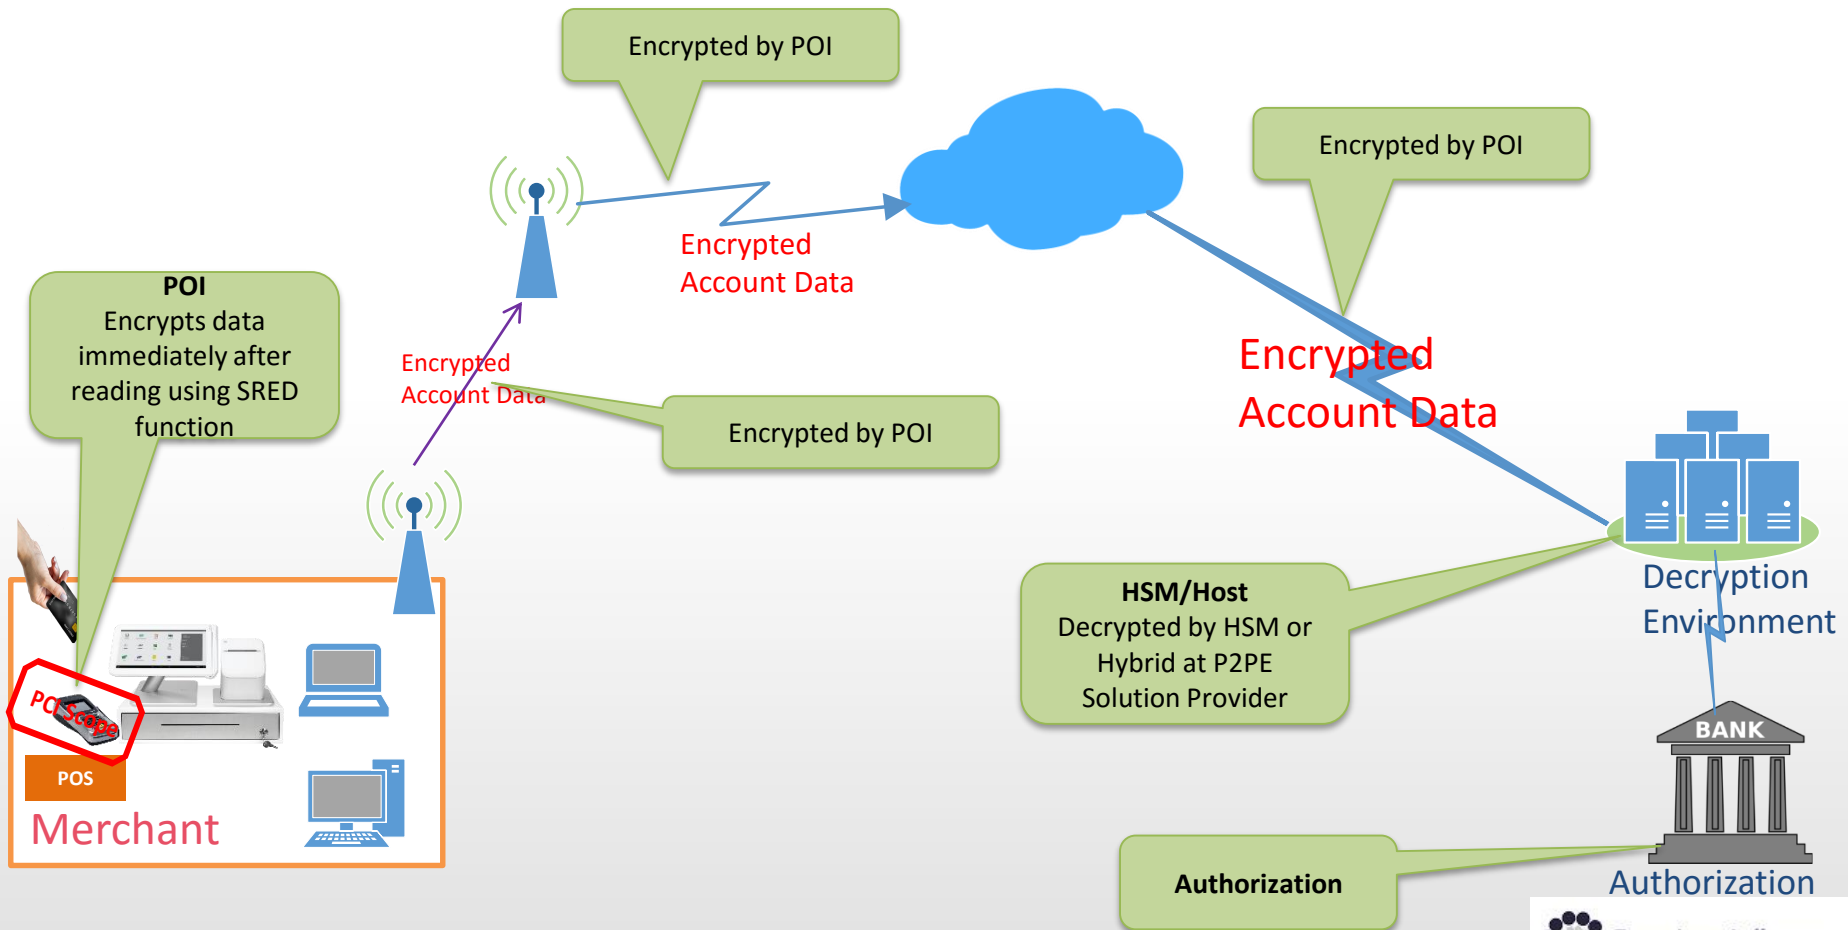 Encrypted by POI
Encrypted by POI
Encrypted
Account Data
POI
Encrypts data
immediately after
reading using SRED
function
Encrypted
Account Data
Encrypted by POI
Encrypted
Account Data
HSM/Host
Decrypted by HSM or
Hybrid at P2PE
Solution Provider
Decryption
Environment
PCI Scope
POS
Merchant
BANK
Authorization
Authorization